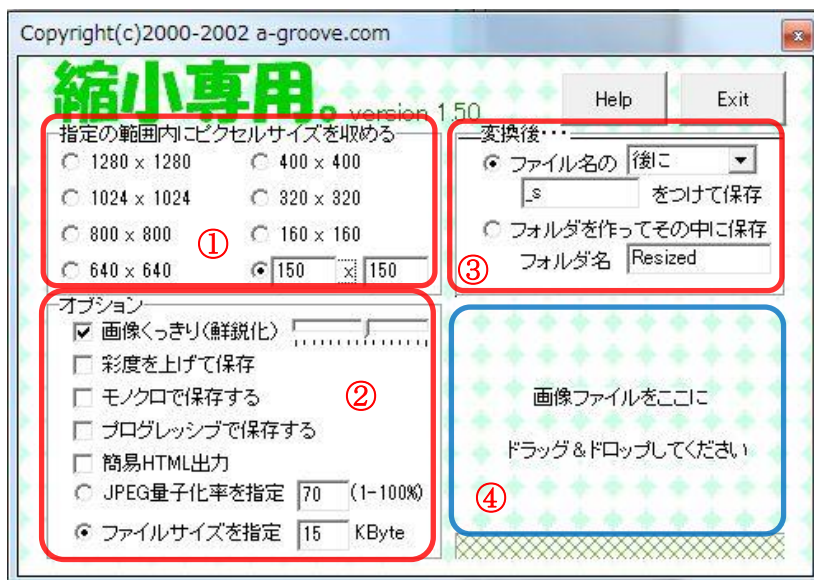 Copyright(c)2000-2002 a-groove.com
縮小専用。 version 1.50
Help Exit
指定の範囲内にピクセルサイズを収める
1280 x 1280 400 x 400
1024 x 1024 320 x 320
800 x 800 160 x 160
640 x 640 150 x 150
①
変換後・・・
ファイル名の 後に
_s をつけて保存
フォルダを作ってその中に保存
フォルダ名 Resized
③
オプション
画像くっきり(鮮鋭化)
彩度を上げて保存
モノクロで保存する
プログレッシブで保存する
簡易HTML出力
JPEG量子化率を指定 70 (1-100%)
ファイルサイズを指定 15 KByte
②
画像ファイルをここに
ドラッグ&ドロップしてください
④